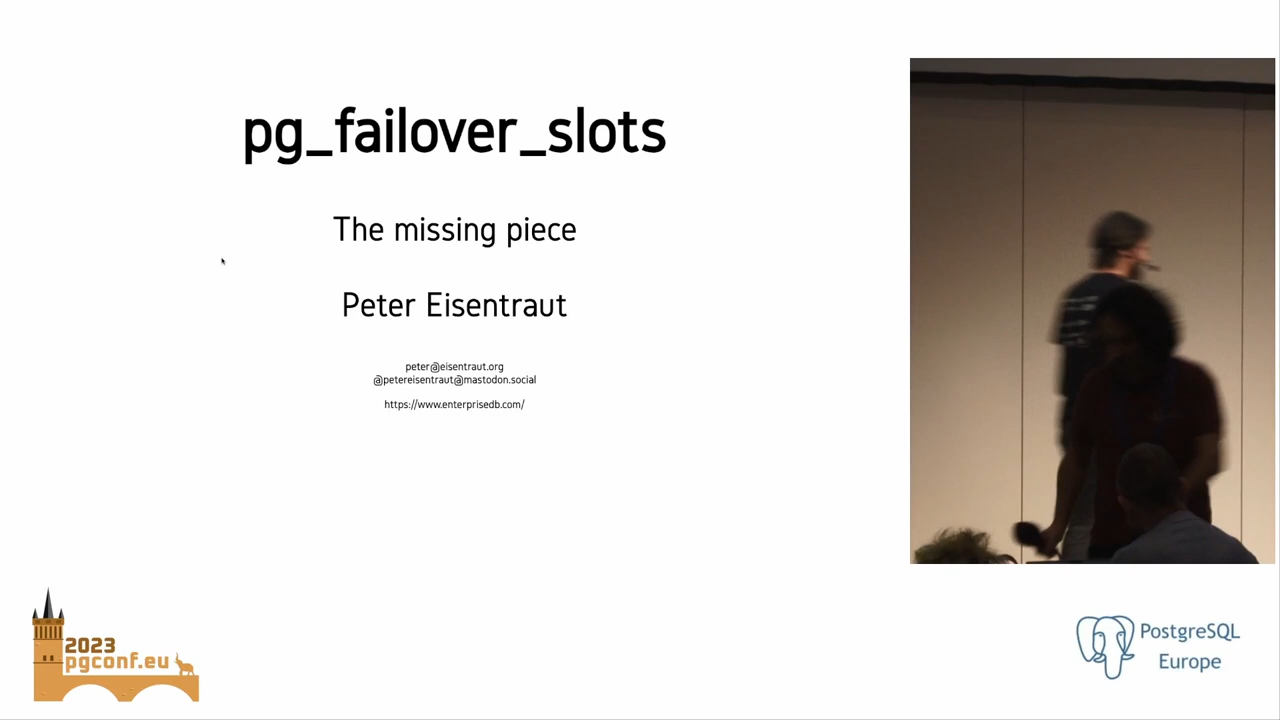 pg_failover_slots
The missing piece
Peter Eisentraut
peter@eisentraut.org
@petereisentraut@mastodon.social
https://www.enterprisedb.com/
2023
pgconf.eu
PostgreSQL
Europe